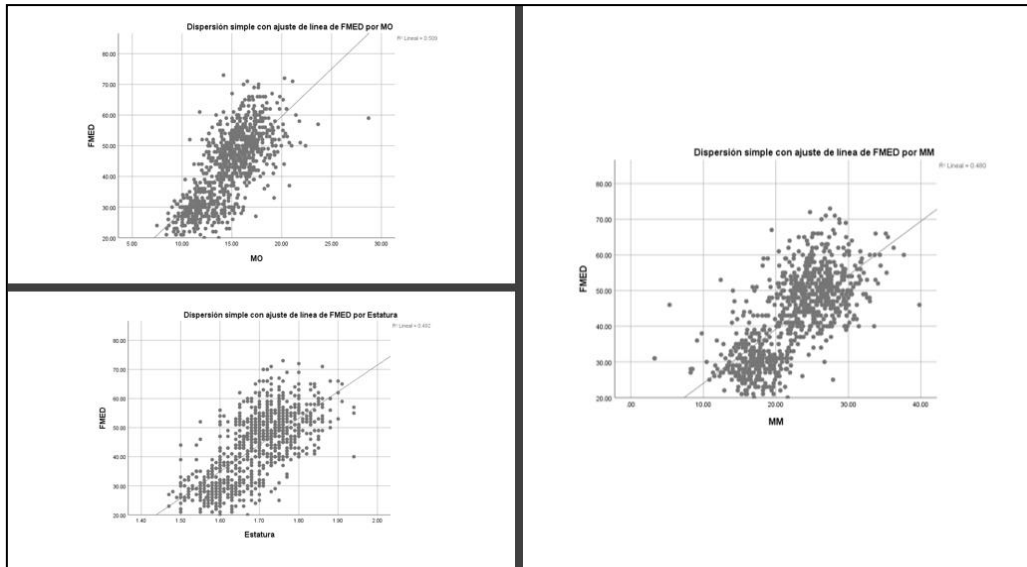 Dispersión simple con ajuste de línea de FMED por MO
R² Lineal = 0.509
80.00
70.00
60.00
50.00
40.00
30.00
20.00
FMED
5.00 10.00 15.00 20.00 25.00 30.00
MO
Dispersión simple con ajuste de línea de FMED por Estatura
R² Lineal =
80.00
70.00
60.00
50.00
40.00
30.00
20.00
FMED
1.40 1.50 1.60 1.70 1.80 1.90 2.00
Estatura
Dispersión simple con ajuste de línea de FMED por MM
R² Lineal =
80.00
70.00
60.00
50.00
40.00
30.00
20.00
FMED
.00 10.00 20.00 30.00 40.00
MM